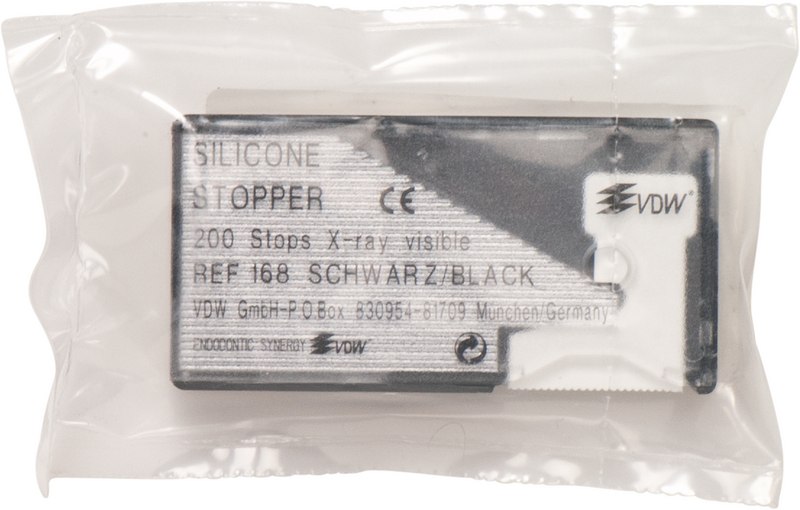 SILICONE
STOPPER CE
VDW®
200 Stops X-ray visible
REF 168 SCHWARZ/BLACK
VDW GmbH-P.O.Box 830954-81709 München/Germany
ENDODONTIC SYNERGY VDW®